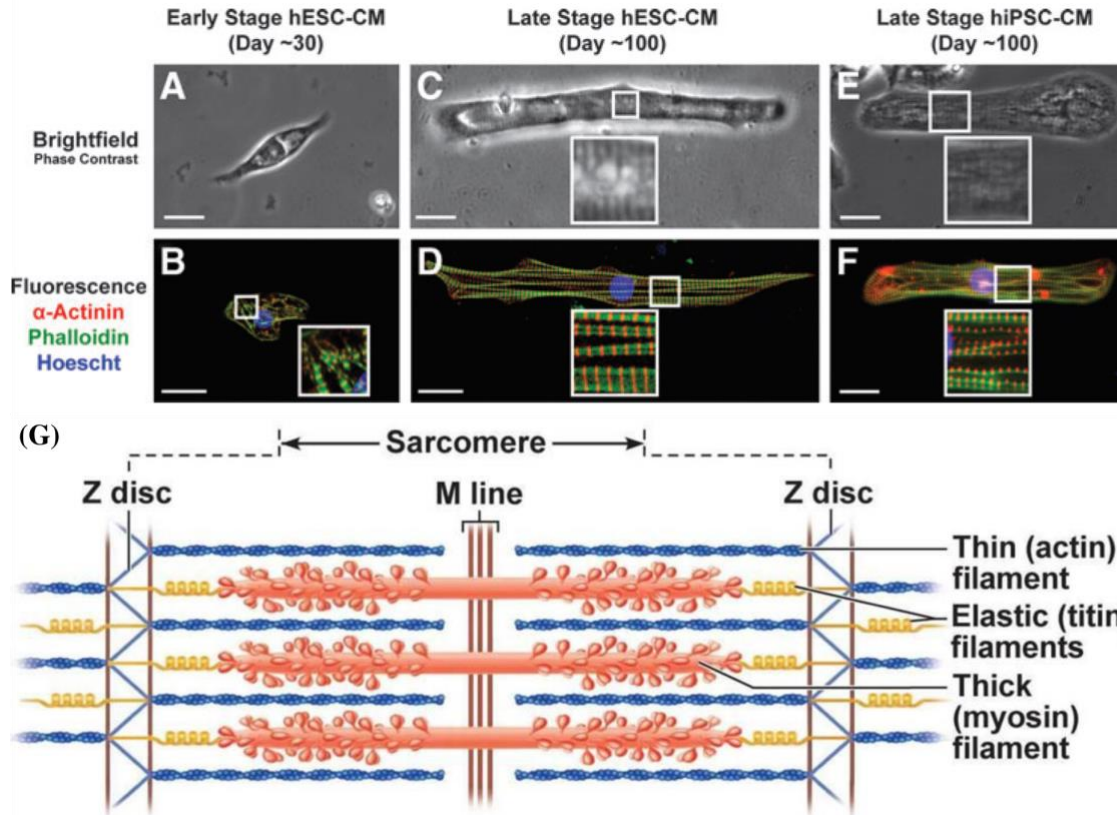 Early Stage hESC-CM
(Day ~30)
Late Stage hESC-CM
(Day ~100)
Late Stage hiPSC-CM
(Day ~100)
Brightfield
Phase Contrast
A
C
E
Fluorescence
α-Actinin
Phalloidin
Hoescht
B
D
F
(G)
Sarcomere
Z disc
M line
Z disc
Thin (actin)
filament
Elastic (titin
filaments
Thick
(myosin)
filament